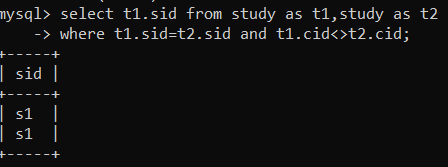 mysql> select t1.sid from study as t1,study as t2
    -> where t1.sid=t2.sid and t1.cid<>t2.cid;
+-----+
| sid |
+-----+
| s1  |
| s1  |
+-----+